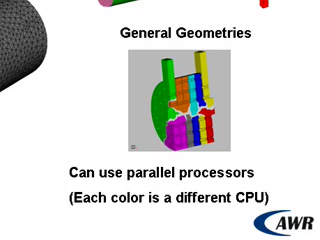 General Geometries
Can use parallel processors
(Each color is a different CPU)
AWR